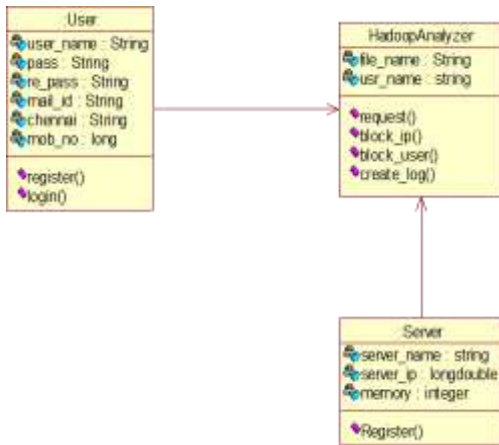 User
user_name : String
pass : String
re_pass : String
mail_id : String
chennai : String
mob_no : long
register()
login()
HadoopAnalyzer
file_name : String
usr_name : string
request()
block_ip()
block_user()
create_log()
Server
server_name : string
server_ip : longdouble
memory : integer
Register()